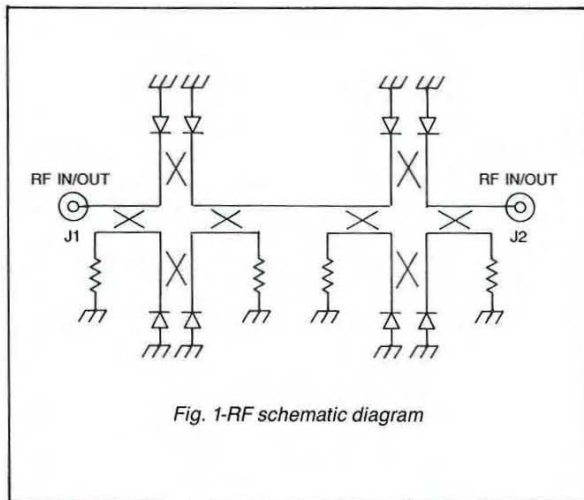 RF IN/OUT
RF IN/OUT
J1
J2
Fig. 1-RF schematic diagram